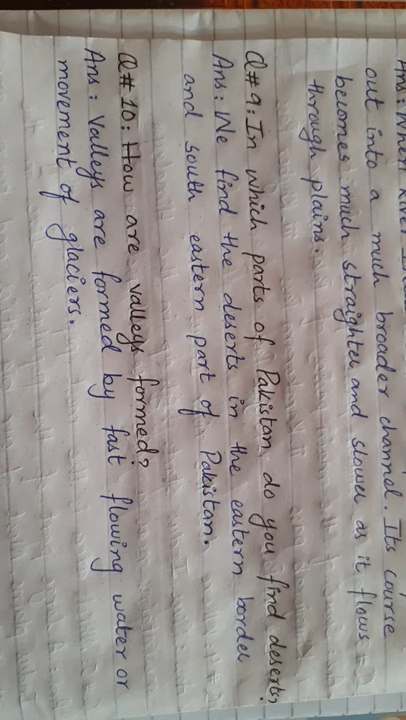 Ans: When River
out into a much broader channel. Its course
becomes much straighter and slower as it flows
through plains.
Q#9: In which parts of Pakistan do you find deserts?
Ans: We find the deserts in the eastern border
and south eastern part of Pakistan.
Q#10: How are valleys formed?
Ans: Valleys are formed by fast flowing water or
movement of glaciers.